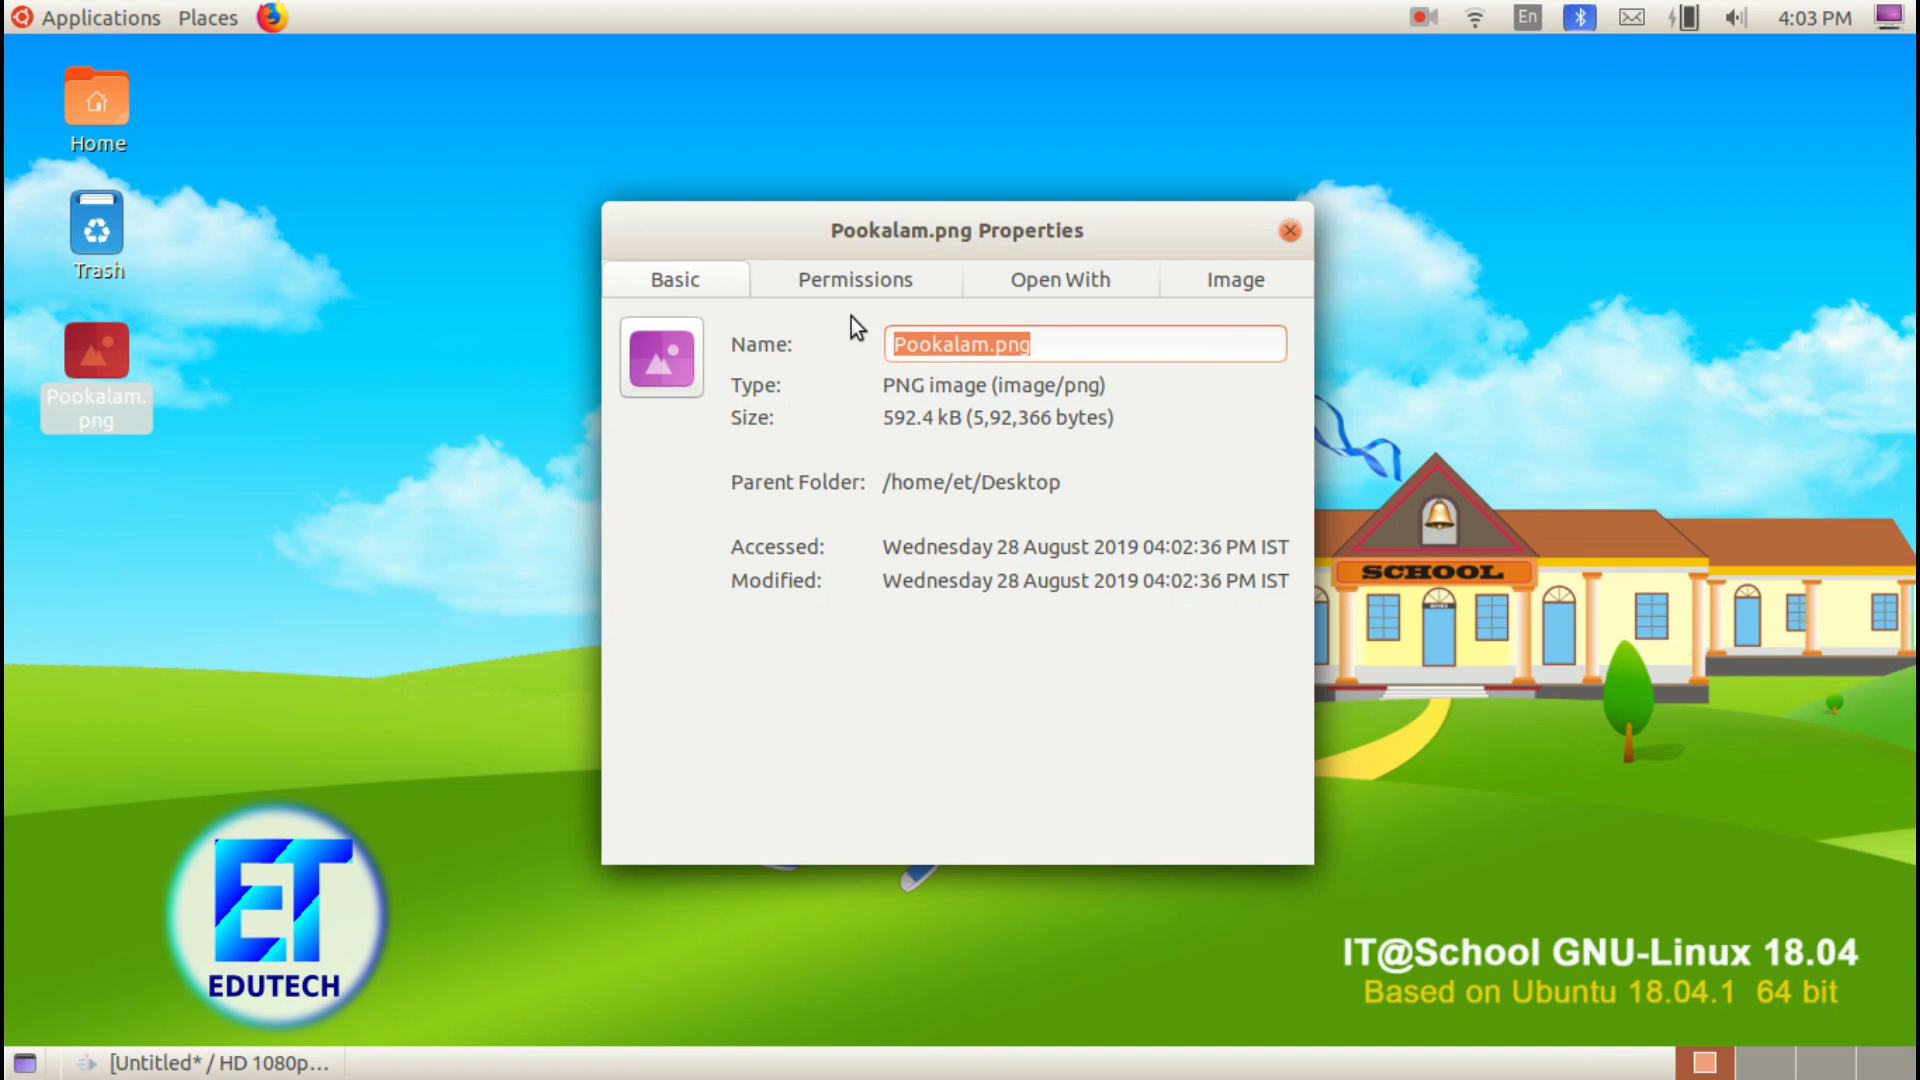 Applications Places
En 4:03 PM
Home
Trash
Pookalam.
png
Pookalam.png Properties
Basic Permissions Open With Image
Name: Pookalam.png
Type: PNG image (image/png)
Size: 592.4 kB (5,92,366 bytes)
Parent Folder: /home/et/Desktop
Accessed: Wednesday 28 August 2019 04:02:36 PM IST
Modified: Wednesday 28 August 2019 04:02:36 PM IST
SCHOOL
ET
EDUTECH
IT@School GNU-Linux 18.04
Based on Ubuntu 18.04.1 64 bit
[Untitled* / HD 1080p...